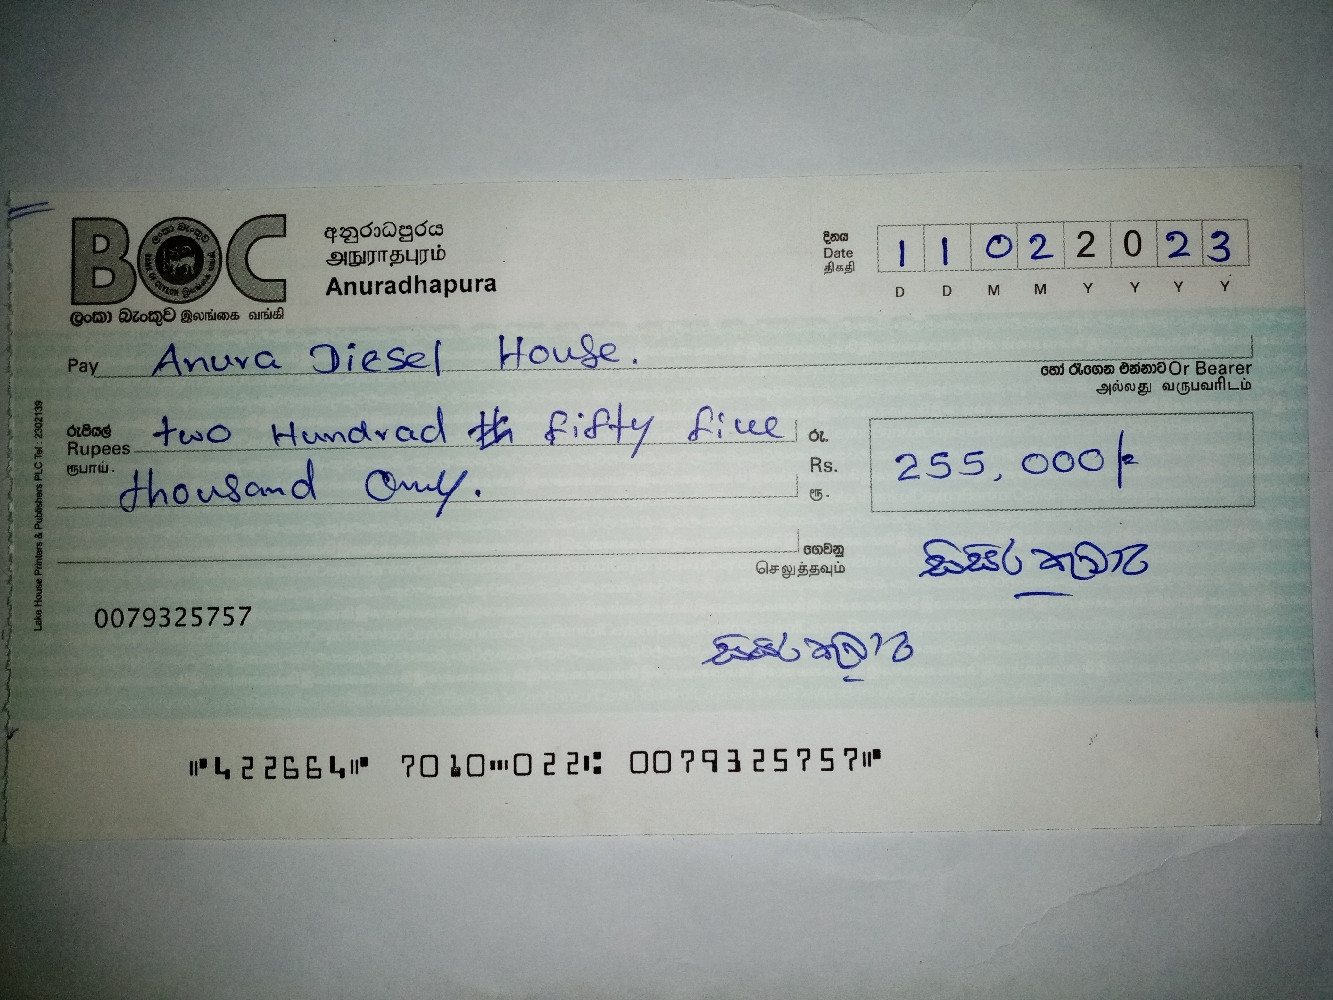 BOC
ලංකා බැංකුව இலங்கை வங்கி
අනුරාධපුරය
அநுராதபுரம்
Anuradhapura
දිනය
Date
திகதி
1 1 0 2 2 0 2 3
D D M M Y Y Y Y
Pay Anura Diesel House.
හෝ රැගෙන එන්නාට Or Bearer
அல்லது வருபவரிடம்
රුපියල්
Rupees two Hundrad fifty five
ரூபாய். thousand Only.
රු.
Rs. 255,000/-
ரூ.
ගෙවනු
செலுத்தவும்
සිසිර කුමාර
0079325757
සිසිර කුමාර
Lake House Printers & Publishers PLC Tel : 2302139
⑈422664⑈ 7010⑉022⑆ 0079325757⑈